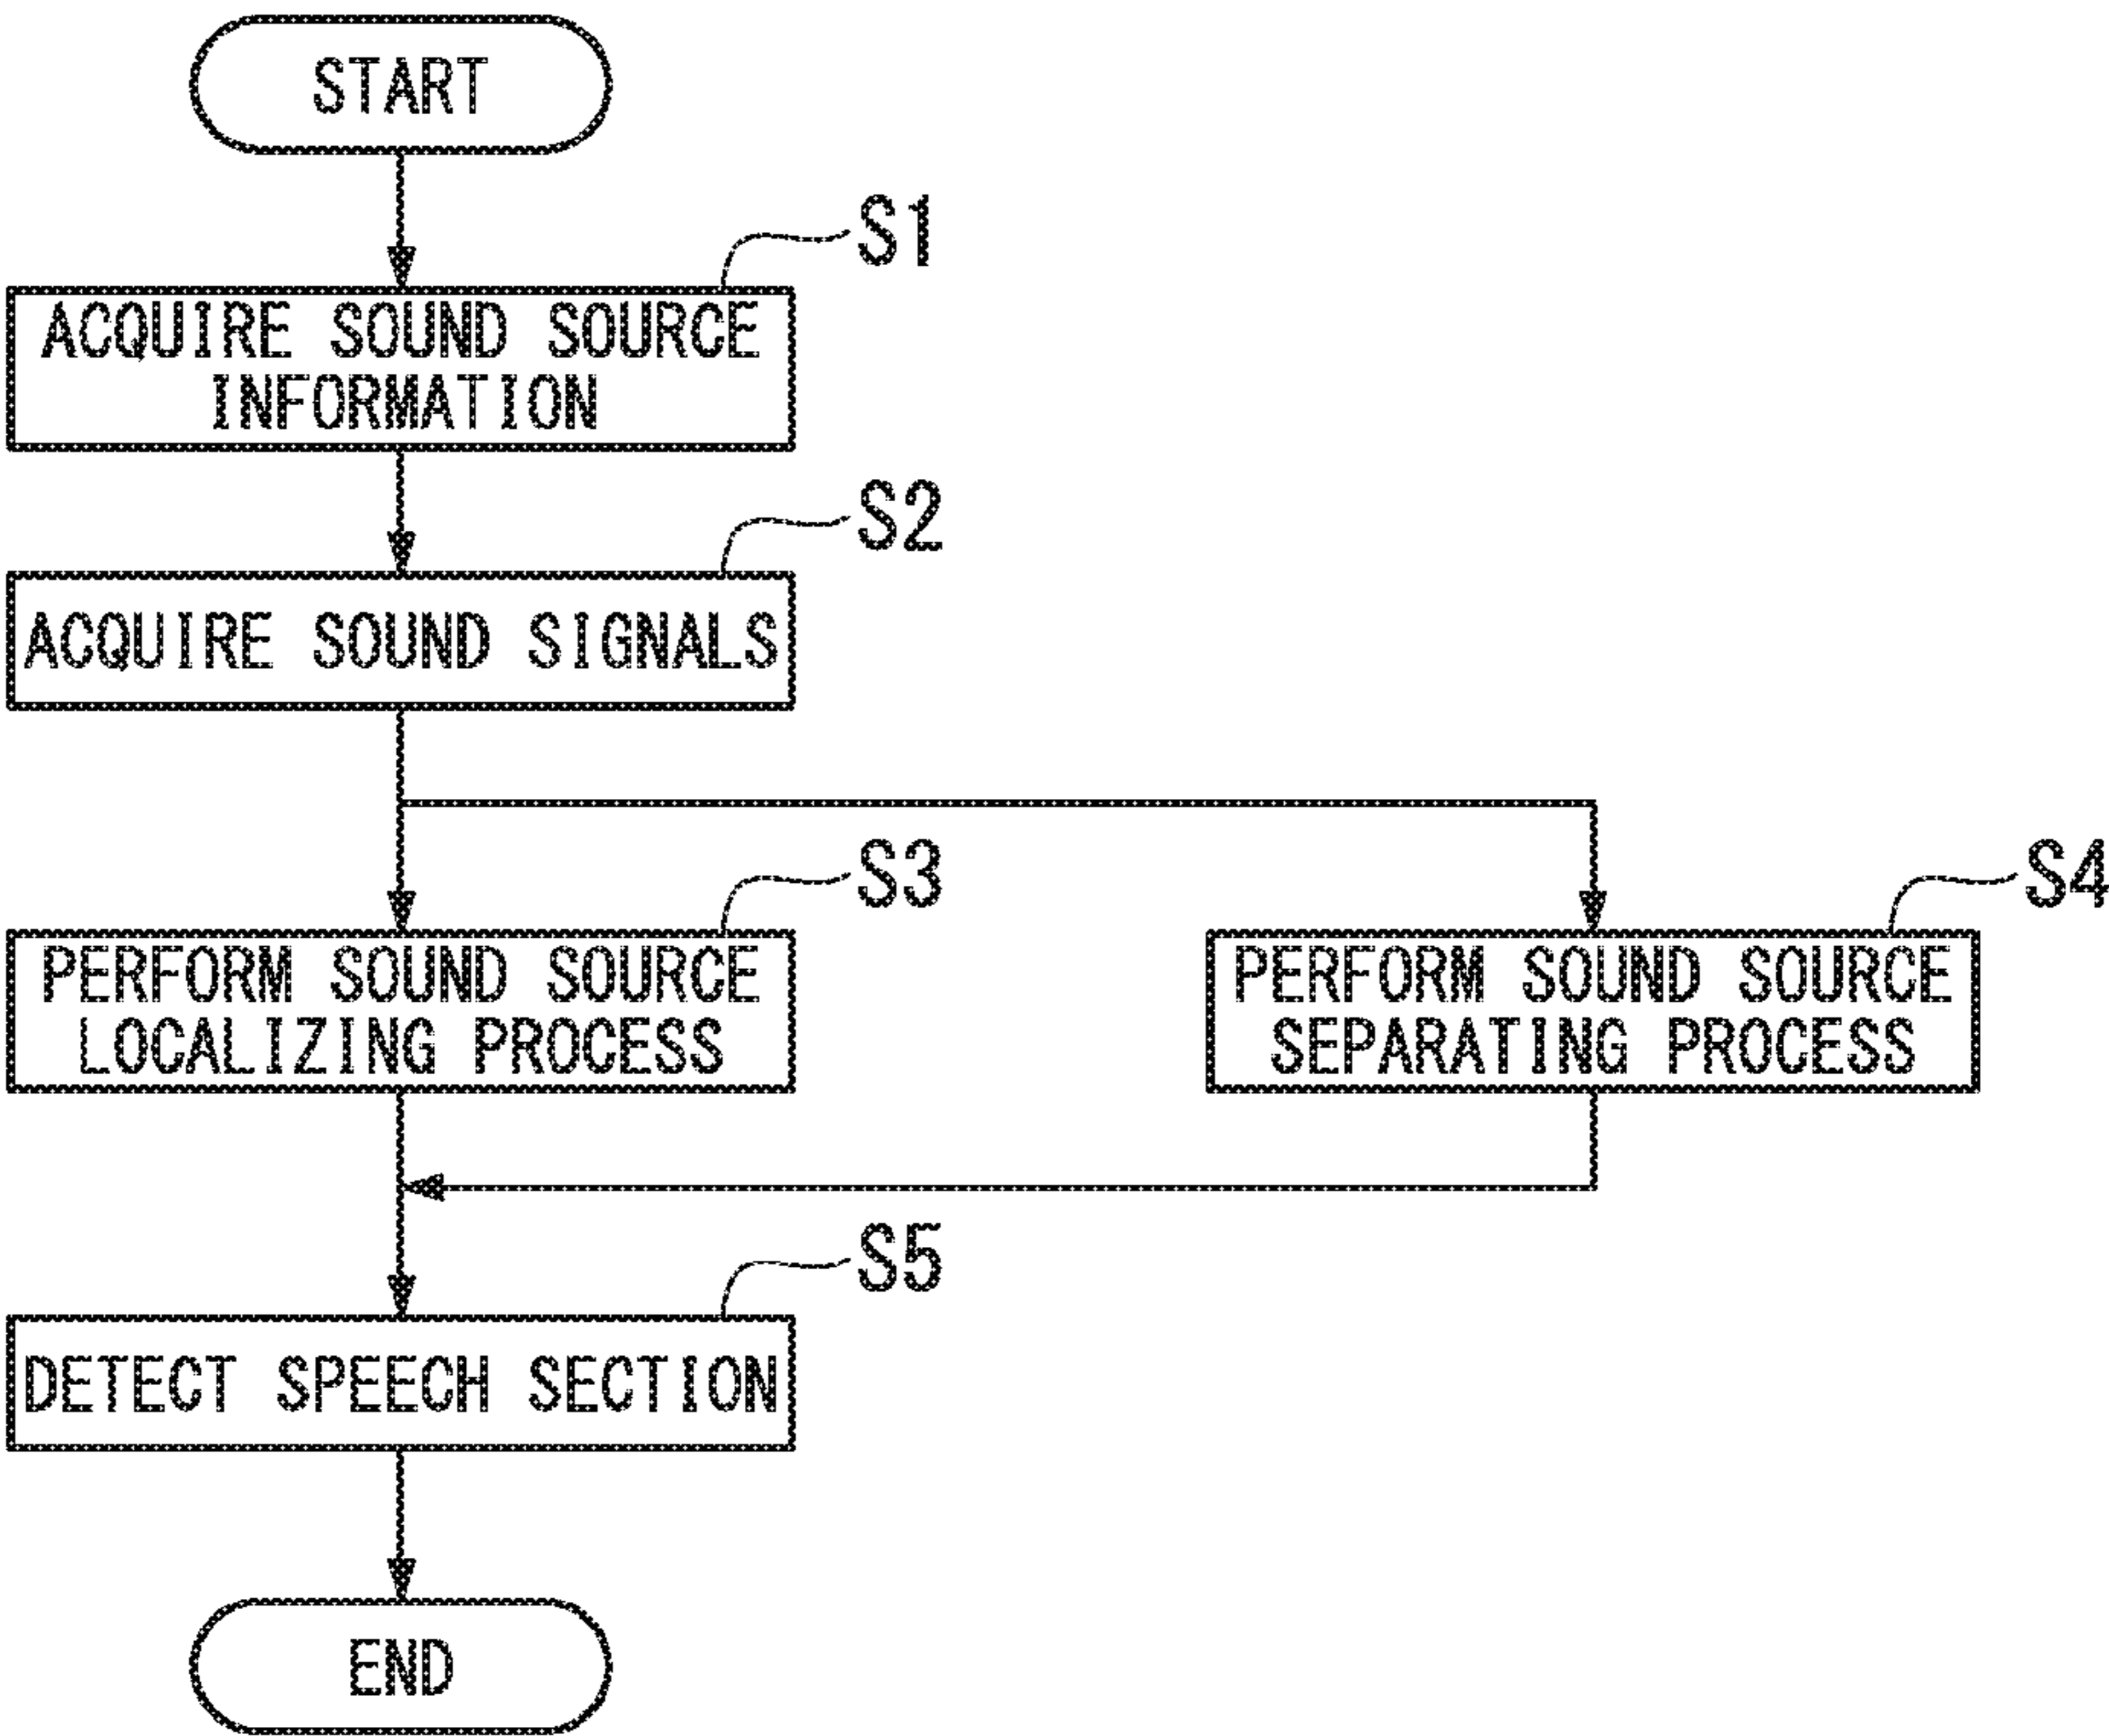 START
S1
ACQUIRE SOUND SOURCE
INFORMATION
S2
ACQUIRE SOUND SIGNALS
S3
PERFORM SOUND SOURCE
LOCALIZING PROCESS
S4
PERFORM SOUND SOURCE
SEPARATING PROCESS
S5
DETECT SPEECH SECTION
END